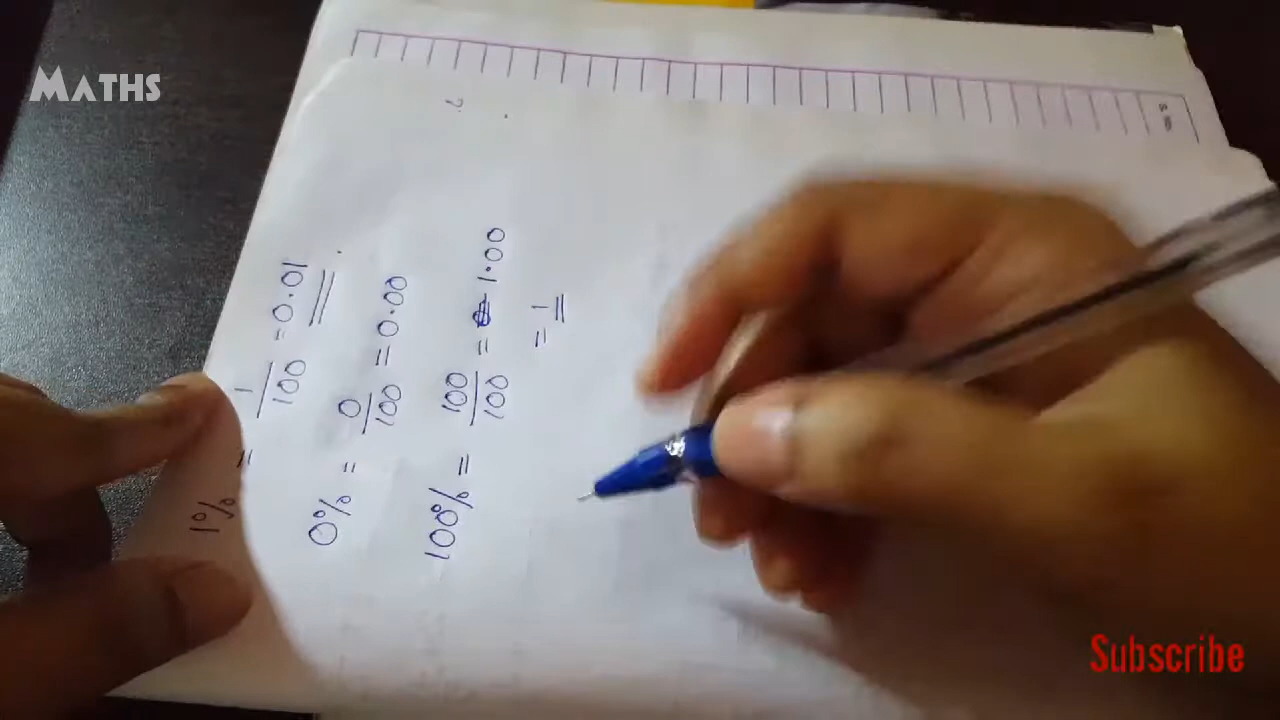 MATHS
1% = 1/100 = 0.01
0% = 0/100 = 0.00
100% = 100/100 = 1.00
= 1
Subscribe